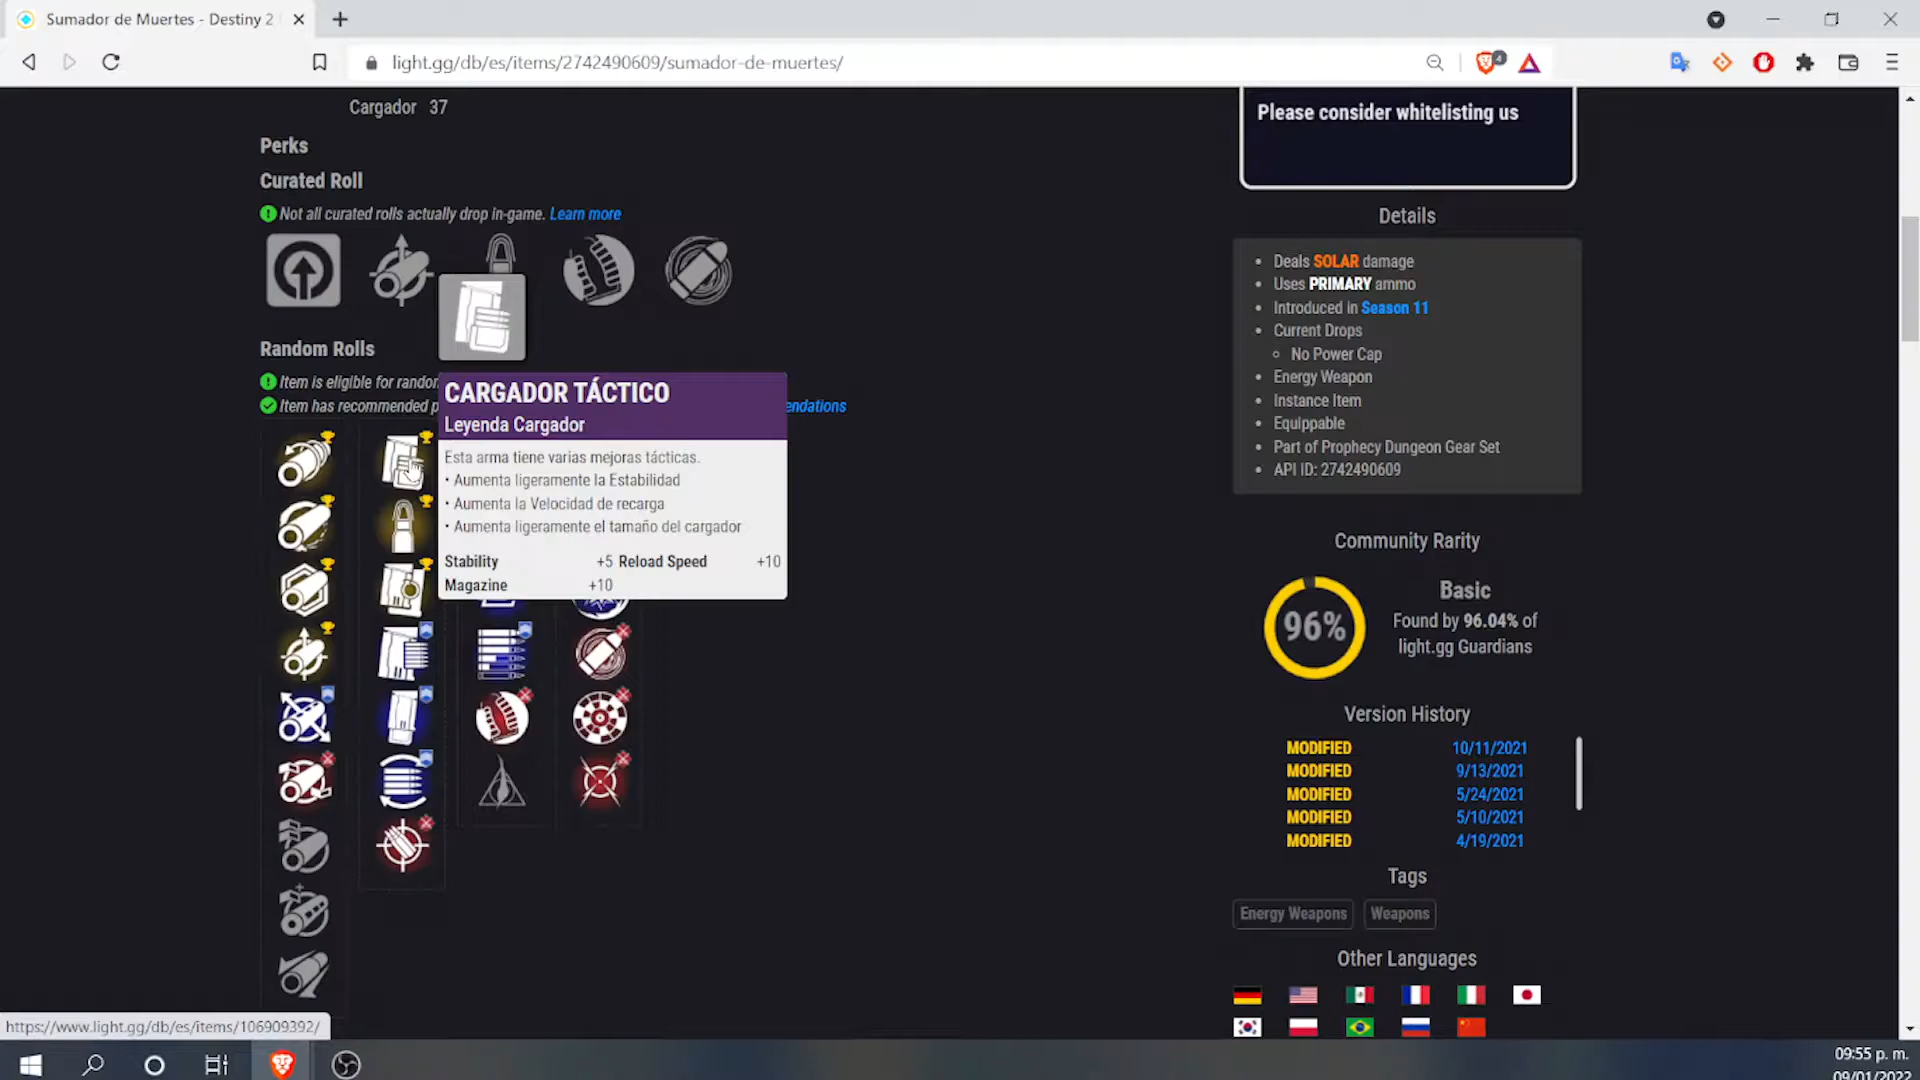 Sumador de Muertes - Destiny 2
light.gg/db/es/items/2742490609/sumador-de-muertes/
4
Cargador 37
Perks
Curated Roll
Not all curated rolls actually drop in-game. Learn more
Random Rolls
Item is eligible for random
Item has recommended p
endations
CARGADOR TÁCTICO
Leyenda Cargador
Esta arma tiene varias mejoras tácticas.
• Aumenta ligeramente la Estabilidad
• Aumenta la Velocidad de recarga
• Aumenta ligeramente el tamaño del cargador
Stability +5 Reload Speed +10
Magazine +10
Please consider whitelisting us
Details
• Deals SOLAR damage
• Uses PRIMARY ammo
• Introduced in Season 11
• Current Drops
No Power Cap
• Energy Weapon
• Instance Item
• Equippable
• Part of Prophecy Dungeon Gear Set
• API ID: 2742490609
Community Rarity
96%
Basic
Found by 96.04% of
light.gg Guardians
Version History
MODIFIED 10/11/2021
MODIFIED 9/13/2021
MODIFIED 5/24/2021
MODIFIED 5/10/2021
MODIFIED 4/19/2021
Tags
Energy Weapons Weapons
Other Languages
https://www.light.gg/db/es/items/106909392/
09:55 p. m.
09/01/2022